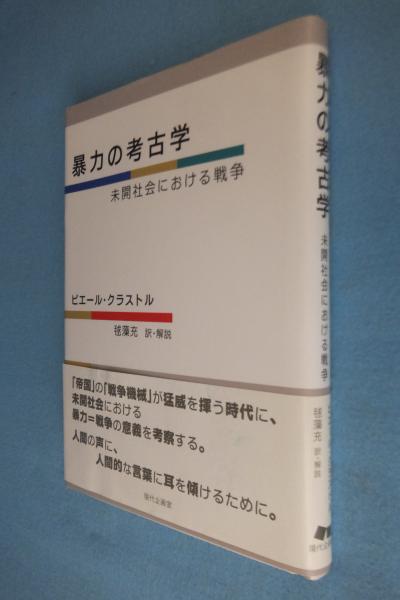 暴力の考古学
未開社会における戦争
ピエール・クラストル
毬藻充 訳・解説
「帝国」の「戦争機械」が猛威を揮う時代に、
未開社会における
暴力=戦争の意義を考察する。
人間の声に、
人間的な言葉に耳を傾けるために。
現代企画室
暴力の考古学
未開社会における戦争
毬藻充 訳・解説